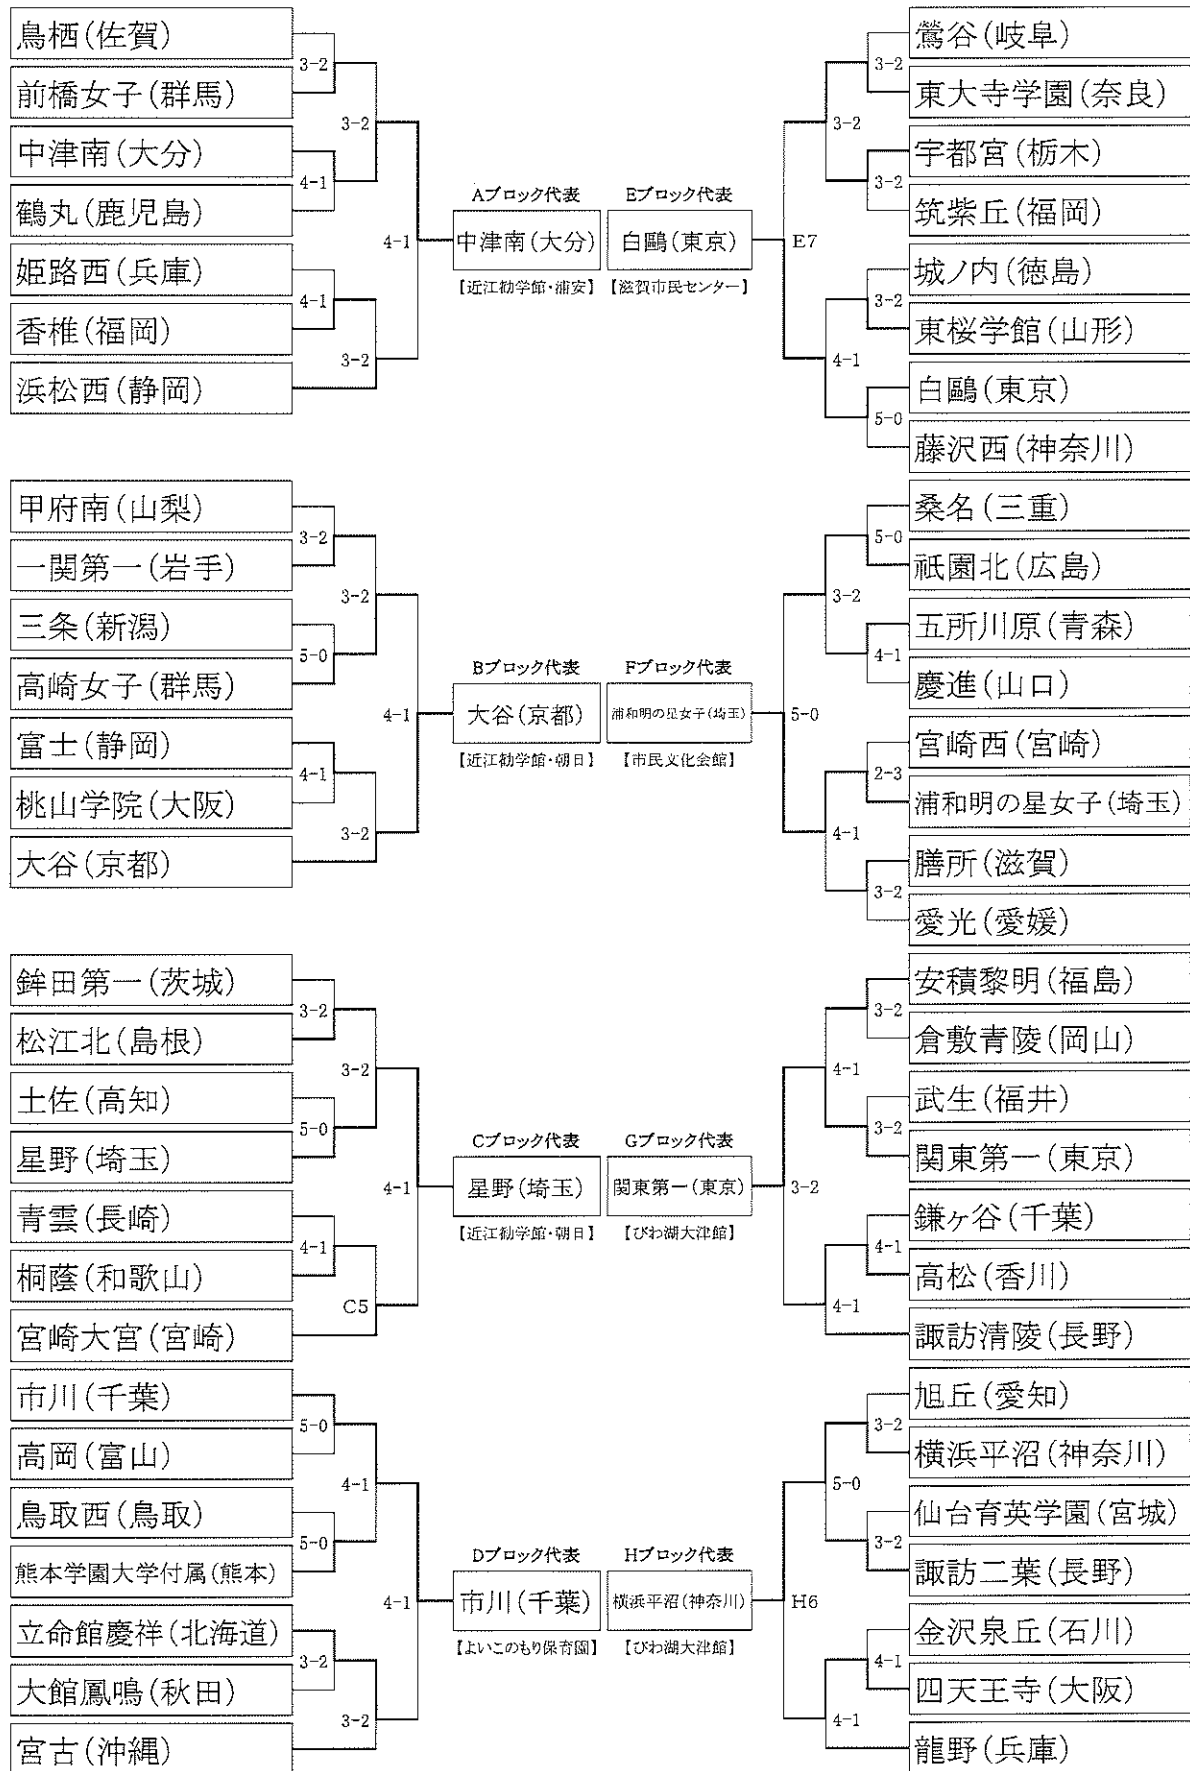 鳥栖(佐賀)
3-2
前橋女子(群馬)
3-2
中津南(大分)
4-1
鶴丸(鹿児島)
4-1
姫路西(兵庫)
4-1
香椎(福岡)
3-2
浜松西(静岡)
Aブロック代表
中津南(大分)
【近江勧学館・浦安】
Eブロック代表
白鷗(東京)
【滋賀市民センター】
鶯谷(岐阜)
3-2
東大寺学園(奈良)
3-2
宇都宮(栃木)
3-2
筑紫丘(福岡)
E7
城ノ内(徳島)
3-2
東桜学館(山形)
4-1
白鷗(東京)
5-0
藤沢西(神奈川)
甲府南(山梨)
3-2
一関第一(岩手)
3-2
三条(新潟)
5-0
高崎女子(群馬)
4-1
富士(静岡)
4-1
桃山学院(大阪)
3-2
大谷(京都)
Bブロック代表
大谷(京都)
【近江勧学館・朝日】
Fブロック代表
浦和明の星女子(埼玉)
【市民文化会館】
桑名(三重)
5-0
祇園北(広島)
3-2
五所川原(青森)
4-1
慶進(山口)
5-0
宮崎西(宮崎)
2-3
浦和明の星女子(埼玉)
4-1
膳所(滋賀)
3-2
愛光(愛媛)
鉾田第一(茨城)
3-2
松江北(島根)
3-2
土佐(高知)
5-0
星野(埼玉)
4-1
青雲(長崎)
4-1
桐蔭(和歌山)
C5
宮崎大宮(宮崎)
Cブロック代表
星野(埼玉)
【近江勧学館・朝日】
Gブロック代表
関東第一(東京)
【びわ湖大津館】
安積黎明(福島)
3-2
倉敷青陵(岡山)
4-1
武生(福井)
3-2
関東第一(東京)
3-2
鎌ヶ谷(千葉)
4-1
高松(香川)
4-1
諏訪清陵(長野)
市川(千葉)
5-0
高岡(富山)
4-1
鳥取西(鳥取)
5-0
熊本学園大学付属(熊本)
4-1
立命館慶祥(北海道)
3-2
大館鳳鳴(秋田)
3-2
宮古(沖縄)
Dブロック代表
市川(千葉)
【よいこのもり保育園】
Hブロック代表
横浜平沼(神奈川)
【びわ湖大津館】
旭丘(愛知)
3-2
横浜平沼(神奈川)
5-0
仙台育英学園(宮城)
3-2
諏訪二葉(長野)
H6
金沢泉丘(石川)
4-1
四天王寺(大阪)
4-1
龍野(兵庫)